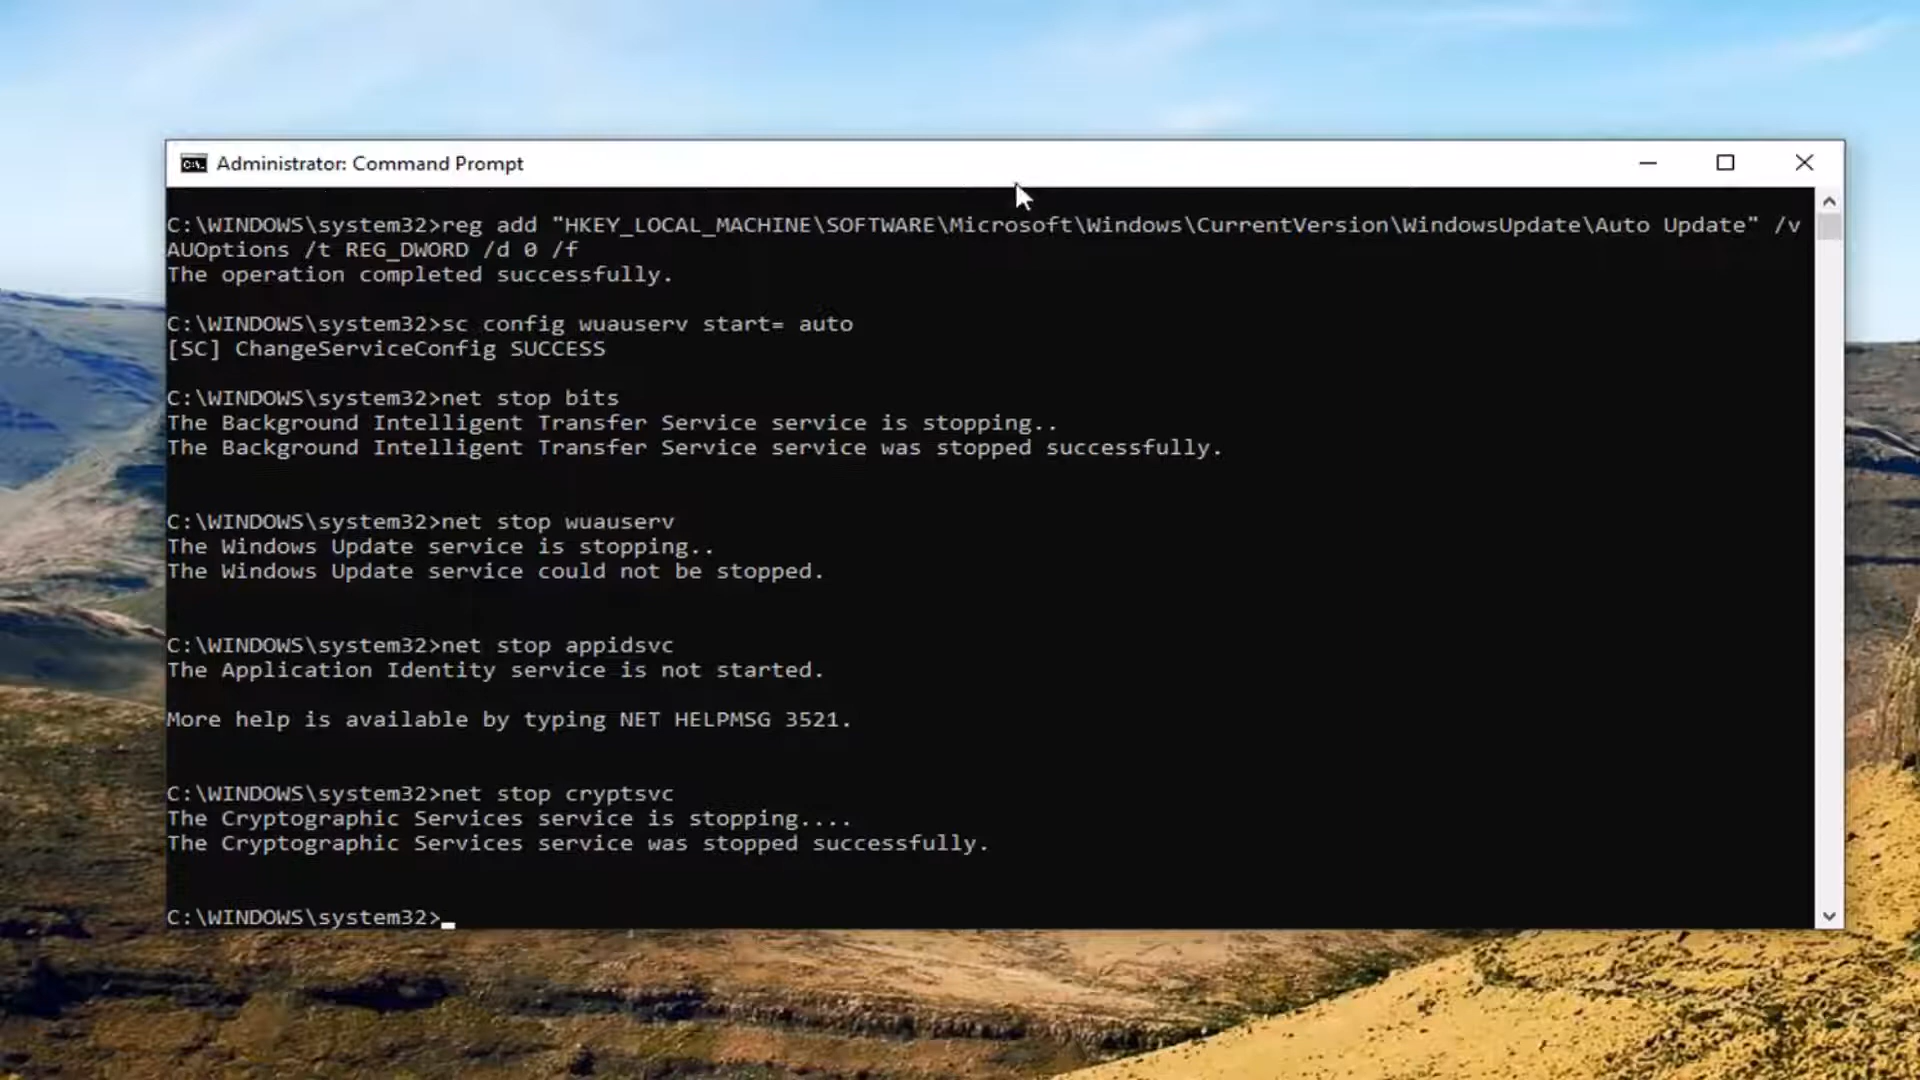 Administrator: Command Prompt
C:\WINDOWS\system32>reg add "HKEY_LOCAL_MACHINE\SOFTWARE\Microsoft\Windows\CurrentVersion\WindowsUpdate\Auto Update" /v
AUOptions /t REG_DWORD /d 0 /f
The operation completed successfully.
C:\WINDOWS\system32>sc config wuauserv start= auto
[SC] ChangeServiceConfig SUCCESS
C:\WINDOWS\system32>net stop bits
The Background Intelligent Transfer Service service is stopping..
The Background Intelligent Transfer Service service was stopped successfully.
C:\WINDOWS\system32>net stop wuauserv
The Windows Update service is stopping..
The Windows Update service could not be stopped.
C:\WINDOWS\system32>net stop appidsvc
The Application Identity service is not started.
More help is available by typing NET HELPMSG 3521.
C:\WINDOWS\system32>net stop cryptsvc
The Cryptographic Services service is stopping....
The Cryptographic Services service was stopped successfully.
C:\WINDOWS\system32>